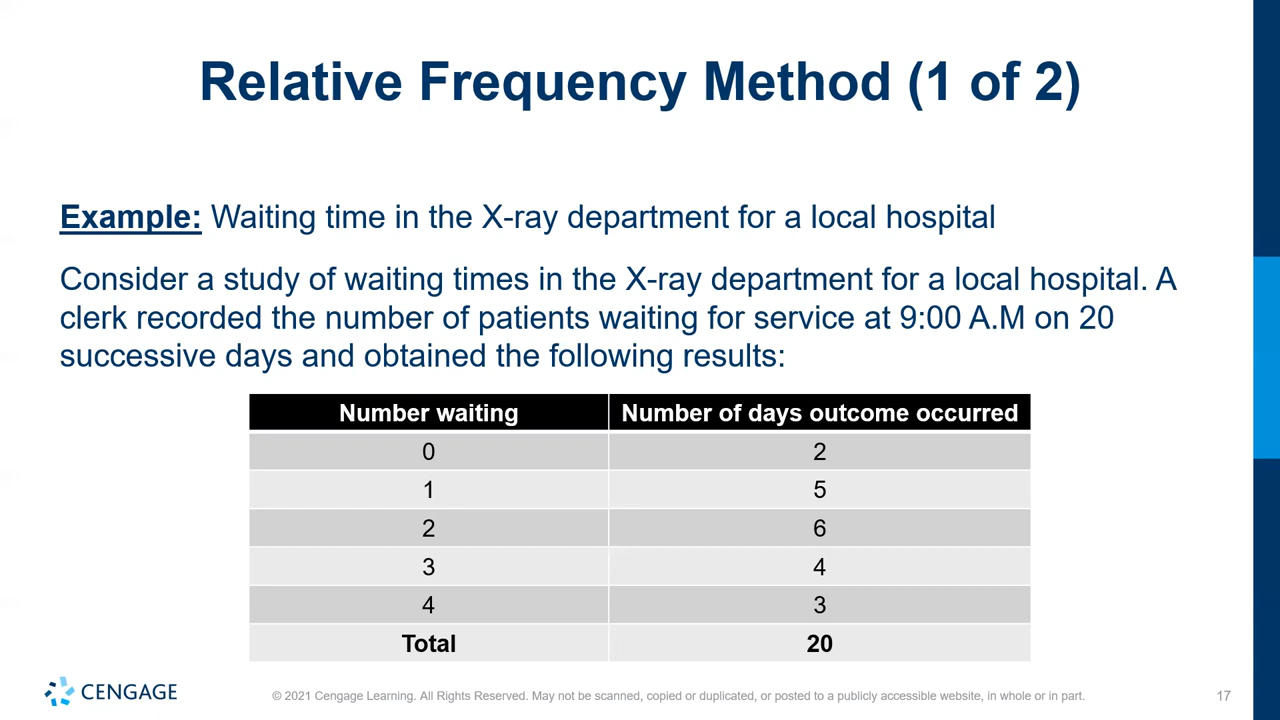 Relative Frequency Method (1 of 2)
Example: Waiting time in the X-ray department for a local hospital
Consider a study of waiting times in the X-ray department for a local hospital. A
clerk recorded the number of patients waiting for service at 9:00 A.M on 20
successive days and obtained the following results:
Number waiting Number of days outcome occurred
0 2
1 5
2 6
3 4
4 3
Total 20
CENGAGE © 2021 Cengage Learning. All Rights Reserved. May not be scanned, copied or duplicated, or posted to a publicly accessible website, in whole or in part. 17